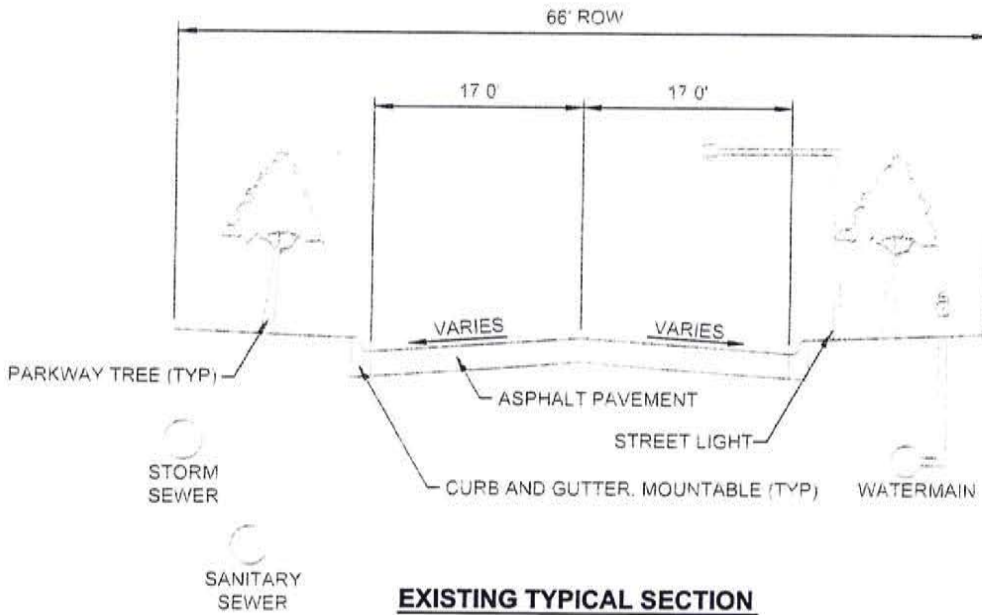 66' ROW
17 0'
17 0'
VARIES
VARIES
PARKWAY TREE (TYP)
ASPHALT PAVEMENT
STREET LIGHT
STORM
SEWER
CURB AND GUTTER. MOUNTABLE (TYP)
WATERMAIN
SANITARY
SEWER
EXISTING TYPICAL SECTION